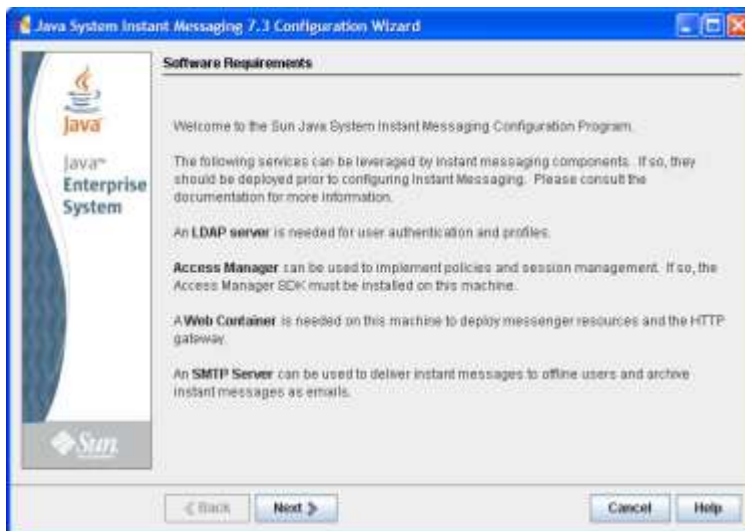 Java System Instant Messaging 7.3 Configuration Wizard
Java
Java™
Enterprise
System
Sun
Software Requirements
Welcome to the Sun Java System Instant Messaging Configuration Program.
The following services can be leveraged by instant messaging components. If so, they
should be deployed prior to configuring Instant Messaging. Please consult the
documentation for more information.
An LDAP server is needed for user authentication and profiles.
Access Manager can be used to implement policies and session management. If so, the
Access Manager SDK must be installed on this machine.
A Web Container is needed on this machine to deploy messenger resources and the HTTP
gateway.
An SMTP Server can be used to deliver instant messages to offline users and archive
instant messages as emails.
Back Next Cancel Help